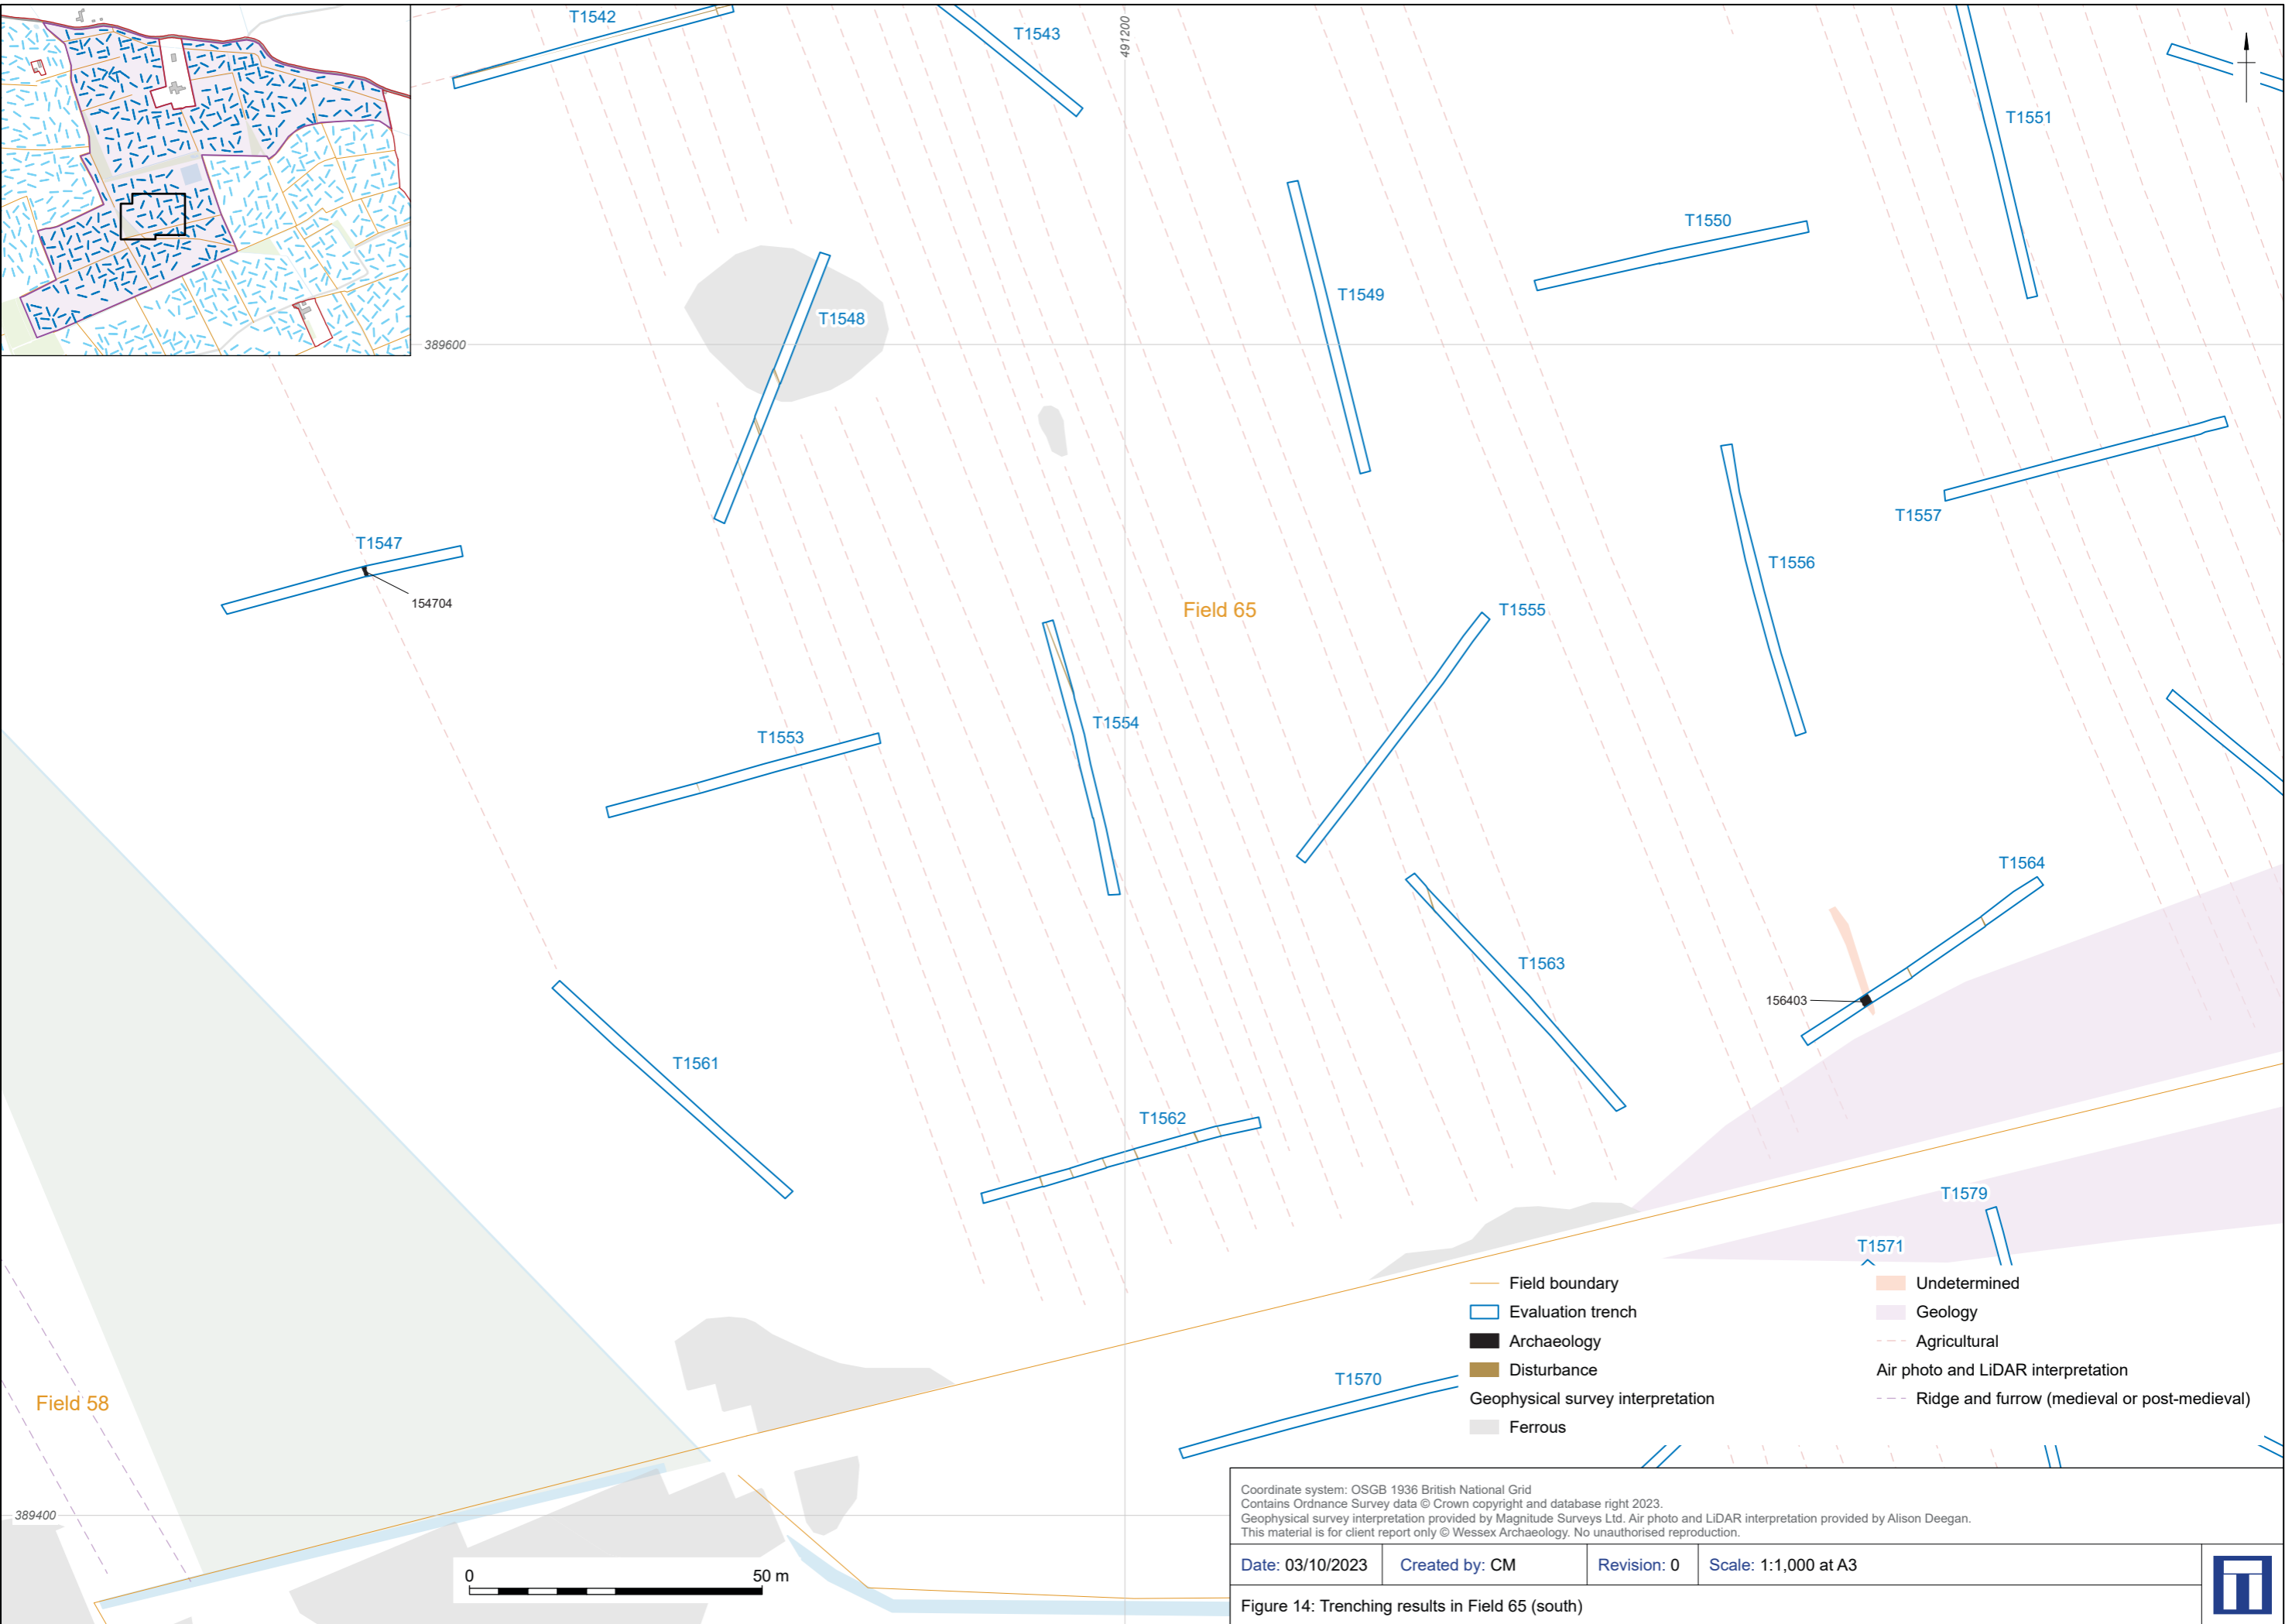 T1542
T1543
491200
T1551
T1550
T1549
T1548
389600
T1547
154704
T1557
T1556
Field 65
T1555
T1554
T1553
T1564
T1563
156403
T1561
T1562
T1579
T1571
T1570
Field 58
389400
Field boundary
Evaluation trench
Archaeology
Disturbance
Geophysical survey interpretation
Ferrous
Undetermined
Geology
Agricultural
Air photo and LiDAR interpretation
Ridge and furrow (medieval or post-medieval)
0 50 m
Coordinate system: OSGB 1936 British National Grid
Contains Ordnance Survey data © Crown copyright and database right 2023.
Geophysical survey interpretation provided by Magnitude Surveys Ltd. Air photo and LiDAR interpretation provided by Alison Deegan.
This material is for client report only © Wessex Archaeology. No unauthorised reproduction.
Date: 03/10/2023 Created by: CM Revision: 0 Scale: 1:1,000 at A3
Figure 14: Trenching results in Field 65 (south)